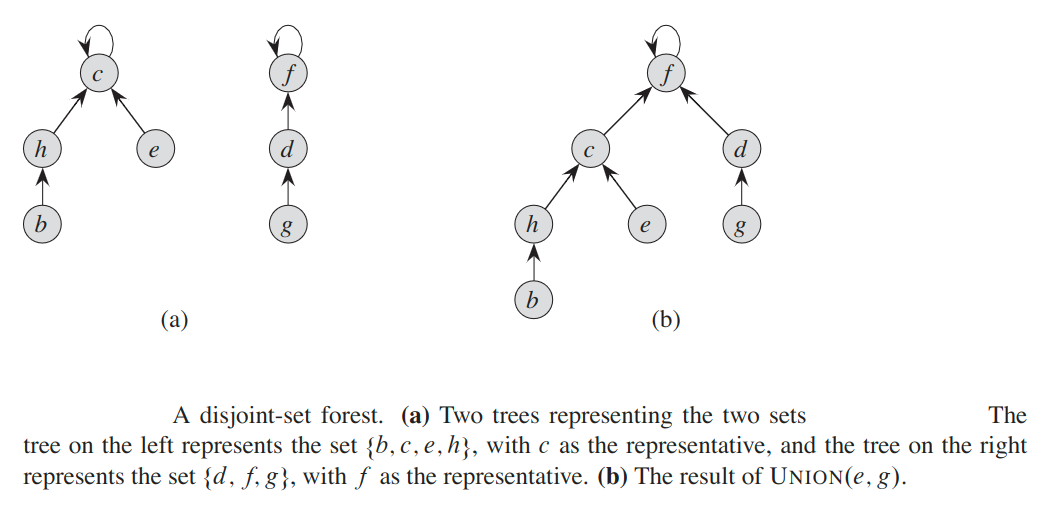 c f f
h e d c d
b g h e g
b
(a) (b)
A disjoint-set forest. (a) Two trees representing the two sets The
tree on the left represents the set {b, c, e, h}, with c as the representative, and the tree on the right
represents the set {d, f, g}, with f as the representative. (b) The result of UNION(e, g).